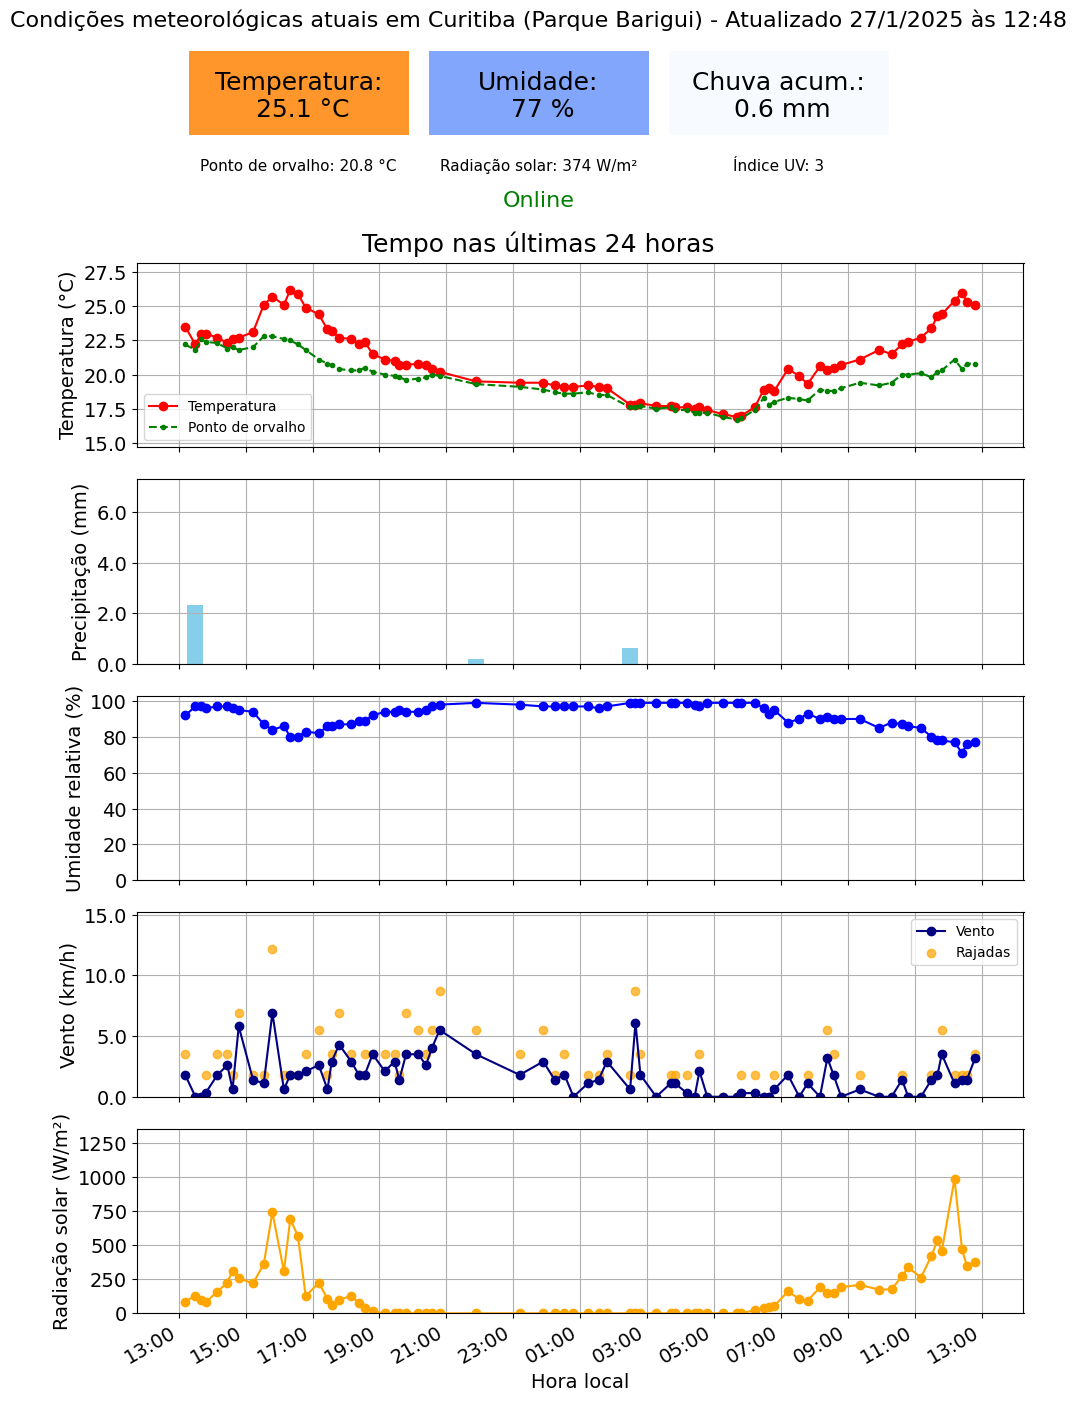 Condições meteorológicas atuais em Curitiba (Parque Barigui) - Atualizado 27/1/2025 às 12:48
Temperatura:
25.1 °C
Umidade:
77 %
Chuva acum.:
0.6 mm
Ponto de orvalho: 20.8 °C
Radiação solar: 374 W/m²
Índice UV: 3
Online
Tempo nas últimas 24 horas
Temperatura (°C)
27.5
25.0
22.5
20.0
17.5
15.0
Temperatura
Ponto de orvalho
Precipitação (mm)
6.0
4.0
2.0
0.0
Umidade relativa (%)
100
80
60
40
20
0
Vento (km/h)
15.0
10.0
5.0
0.0
Vento
Rajadas
Radiação solar (W/m²)
1250
1000
750
500
250
0
13:00
15:00
17:00
19:00
21:00
23:00
01:00
03:00
05:00
07:00
09:00
11:00
13:00
Hora local